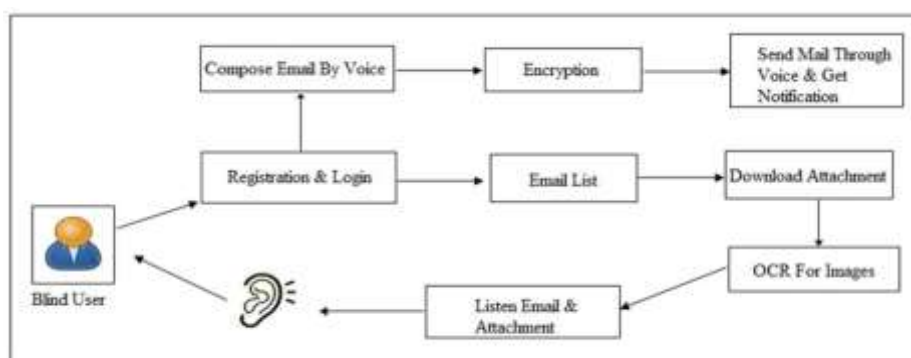 Compose Email By Voice
Encryption
Send Mail Through
Voice & Get
Notification
Registration & Login
Email List
Download Attachment
Blind User
OCR For Images
Listen Email &
Attachment